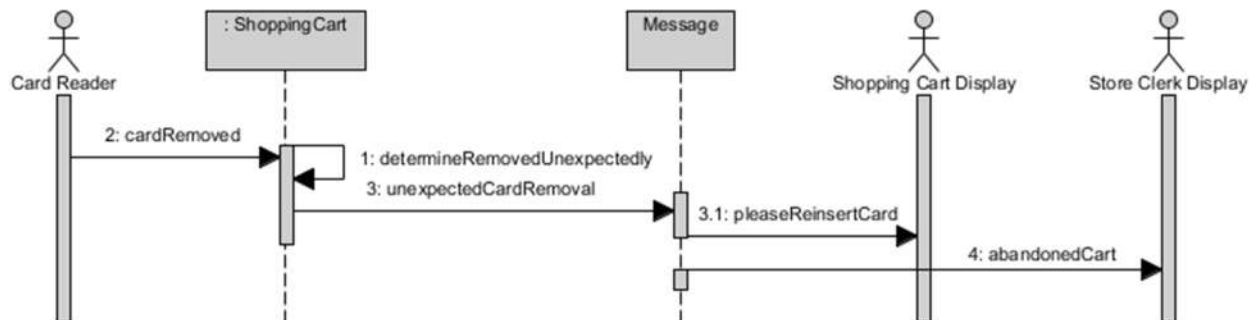 : ShoppingCart
Message
Card Reader
Shopping Cart Display
Store Clerk Display
2: cardRemoved
1: determineRemovedUnexpectedly
3: unexpectedCardRemoval
3.1: pleaseReinsertCard
4: abandonedCart